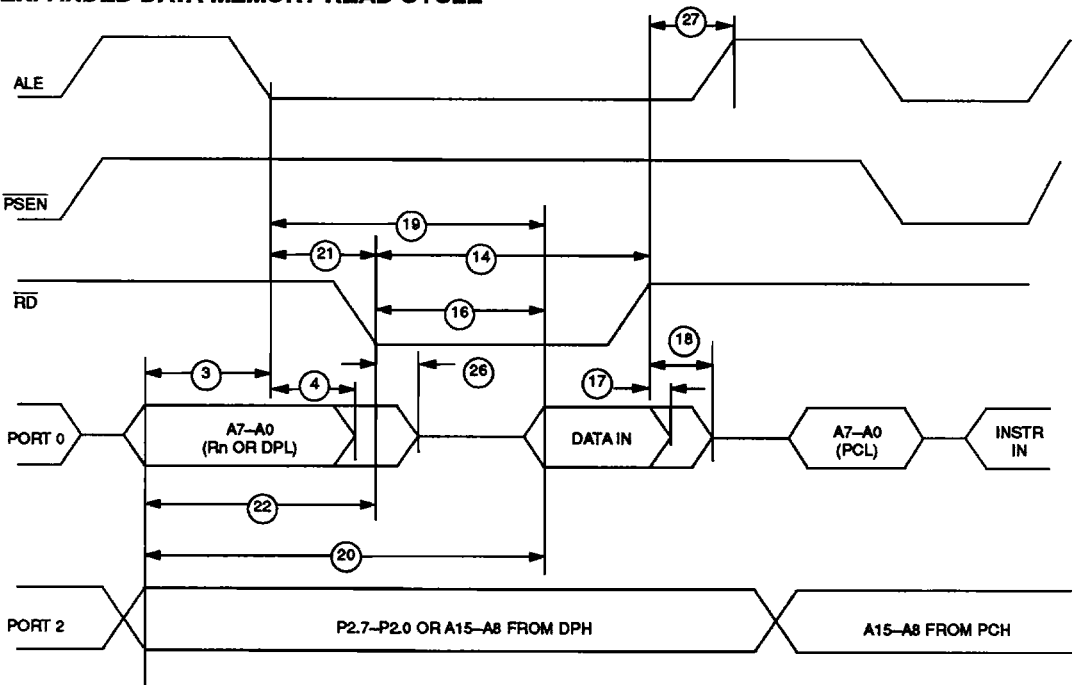 EXPANDED DATA MEMORY READ CYCLE
27
ALE
PSEN
19
21
14
RD
16
18
3
4
26
17
PORT 0
A7–A0
(Rn OR DPL)
DATA IN
A7–A0
(PCL)
INSTR
IN
22
20
PORT 2
P2.7–P2.0 OR A15–A8 FROM DPH
A15–A8 FROM PCH